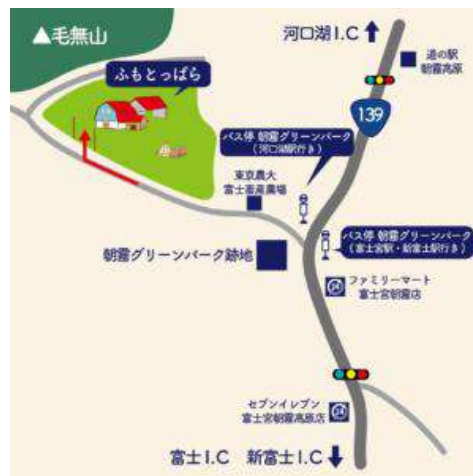 ▲毛無山
河口湖I.C
道の駅
朝霧高原
ふもとっぱら
139
バス停 朝霧グリーンパーク
(河口湖駅行き)
東京農大
富士畜産農場
バス停 朝霧グリーンパーク
(富士宮駅・新富士駅行き)
朝霧グリーンパーク跡地
24
ファミリーマート
富士宮朝霧店
セブンイレブン
富士宮朝霧高原店
24
富士I.C 新富士I.C